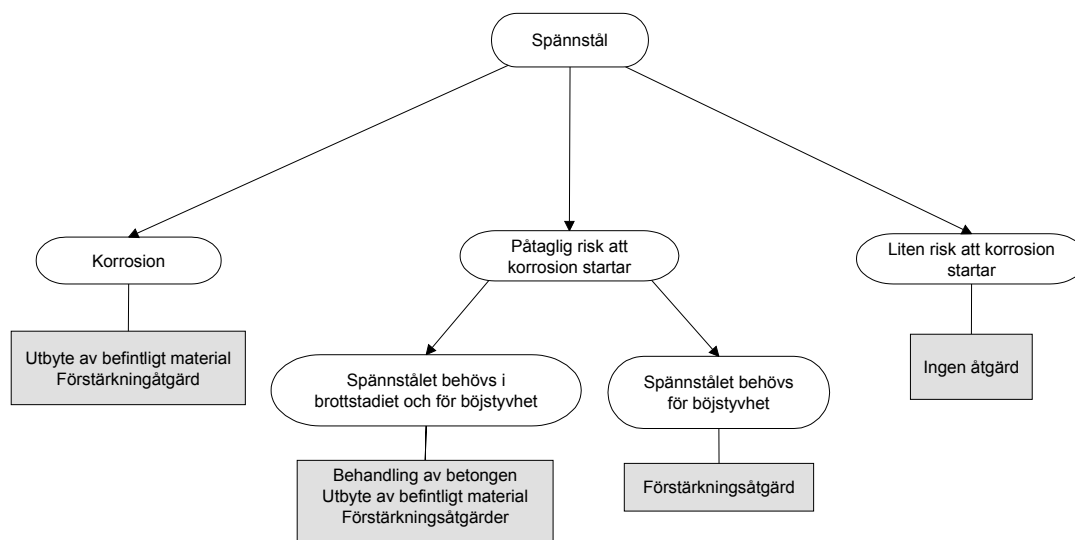 Spännstål
Korrosion
Påtaglig risk att
korrosion startar
Liten risk att korrosion
startar
Utbyte av befintligt material
Förstärkningåtgärd
Spännstålet behövs i
brottstadiet och för böjstyvhet
Spännstålet behövs
för böjstyvhet
Ingen åtgärd
Behandling av betongen
Utbyte av befintligt material
Förstärkningsåtgärder
Förstärkningsåtgärd